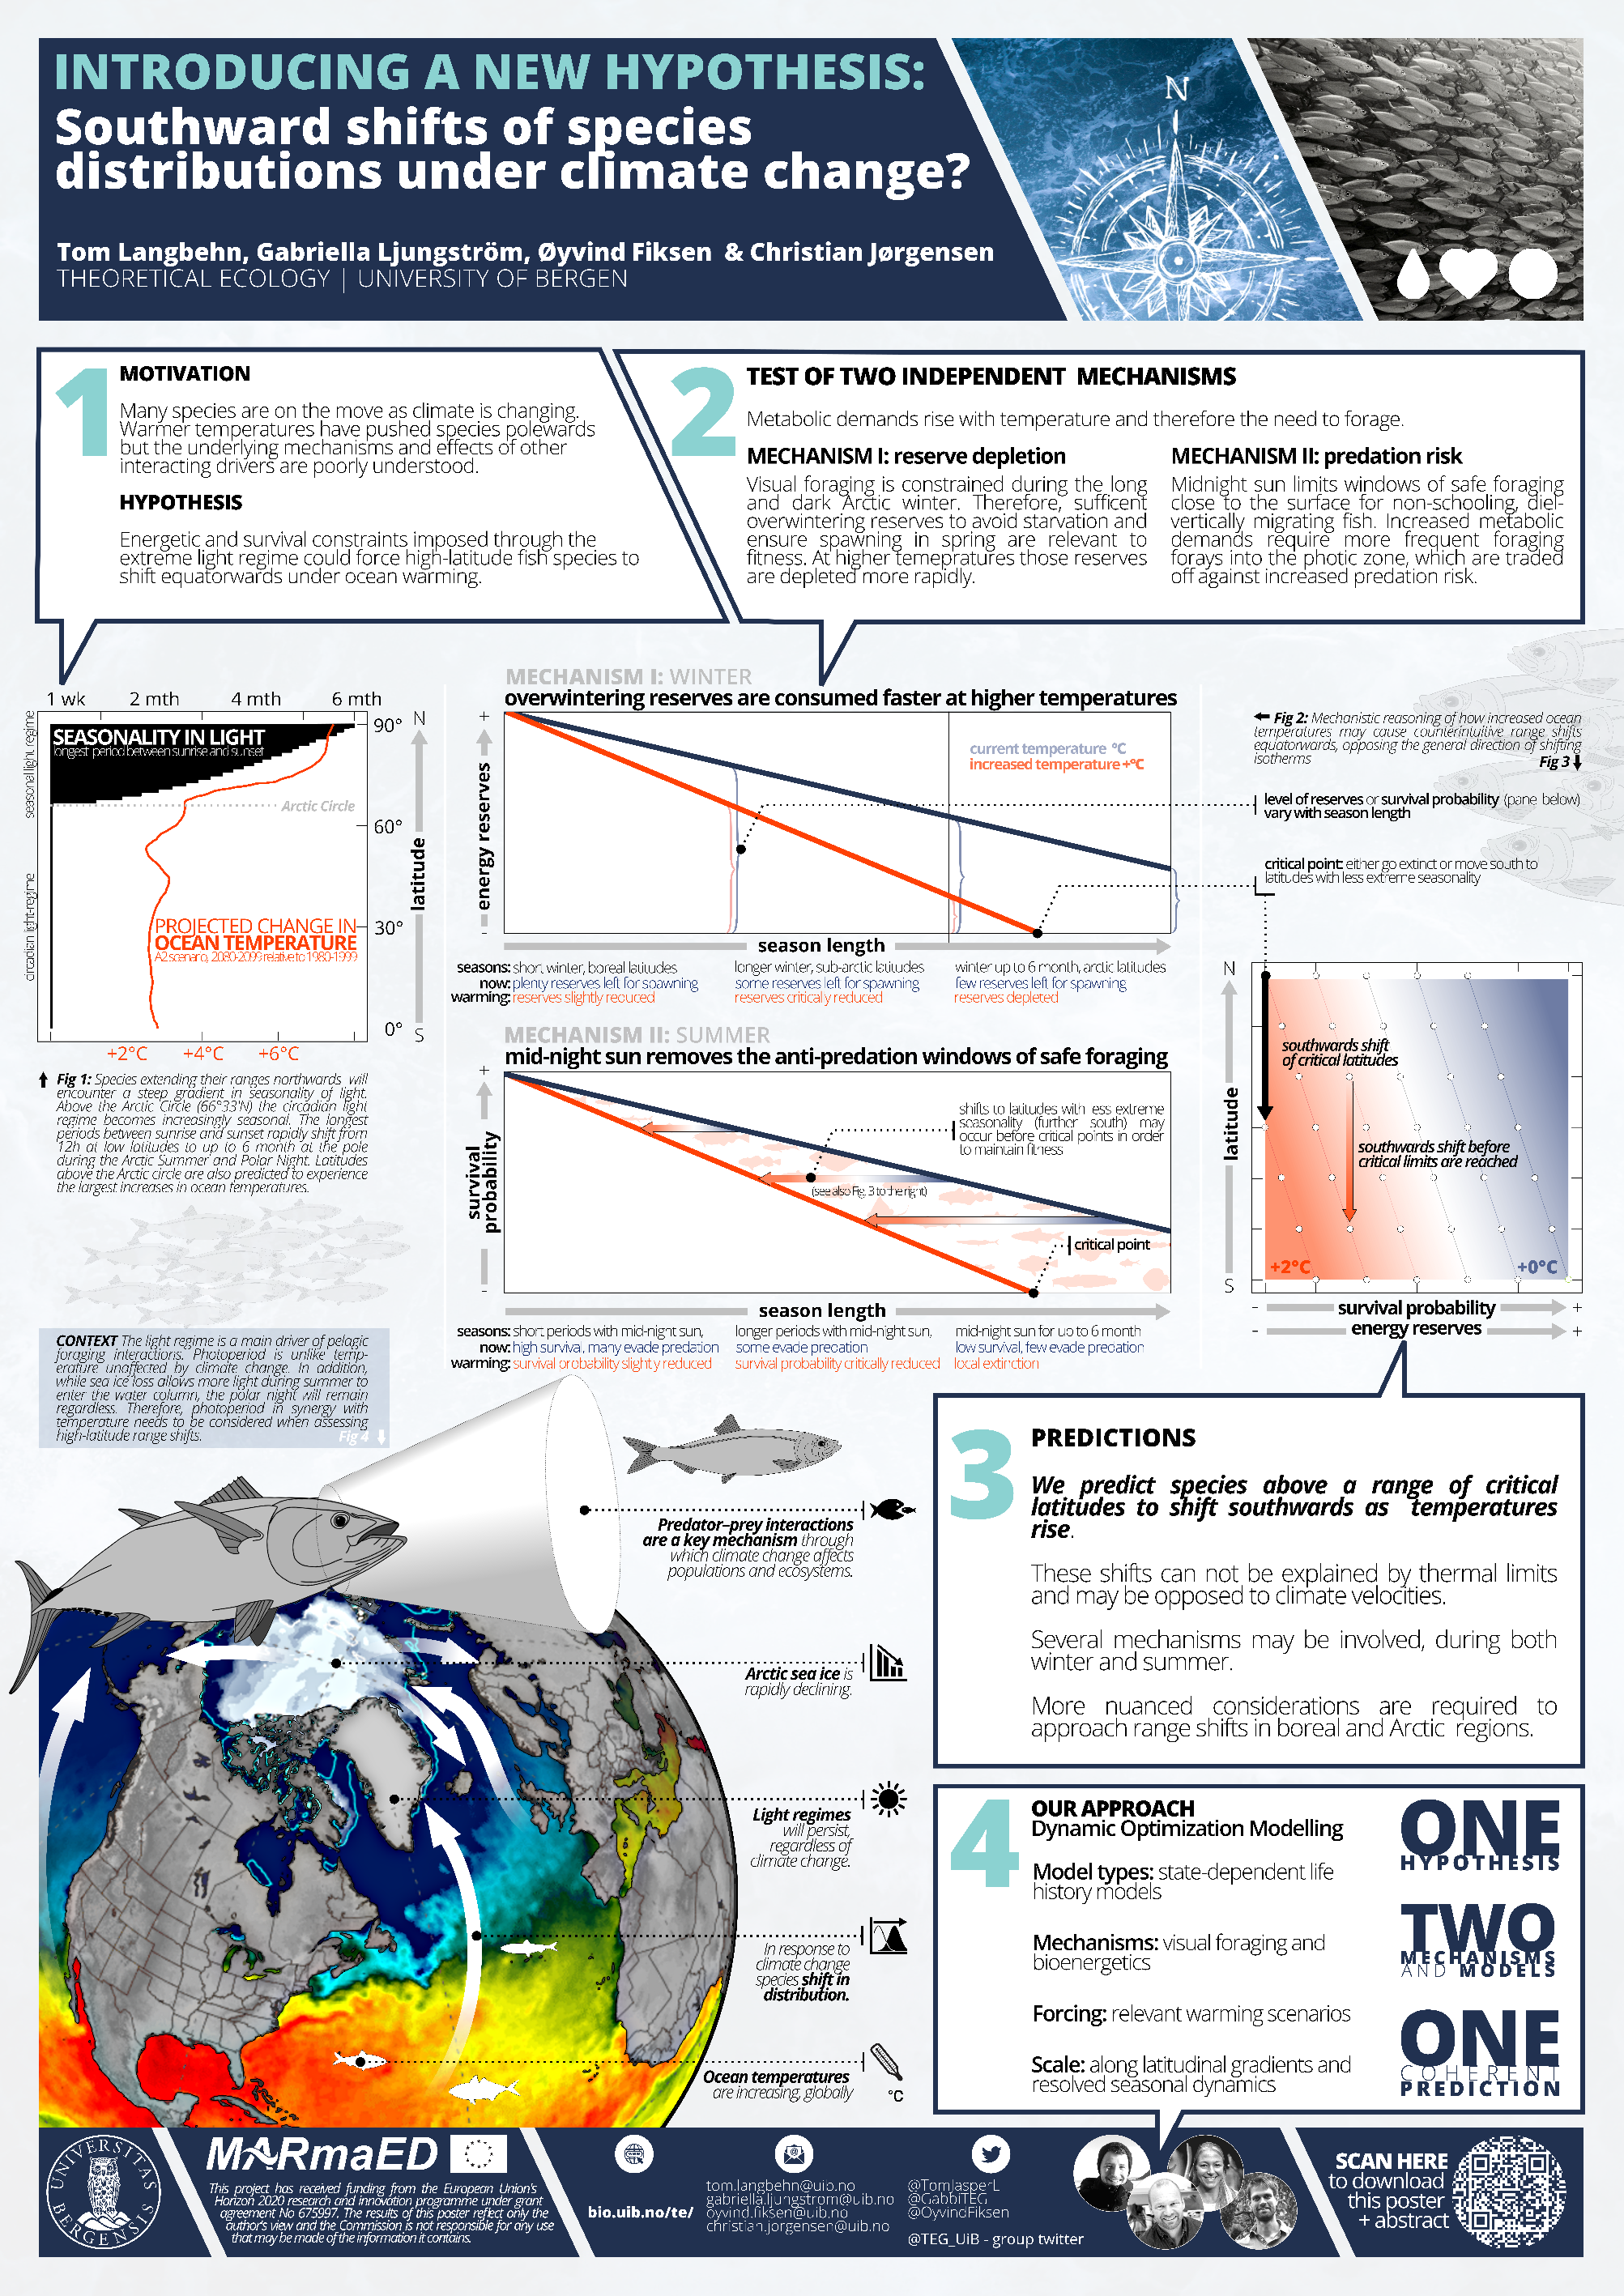 INTRODUCING A NEW HYPOTHESIS:
Southward shifts of species
distributions under climate change?
Tom Langbehn, Gabriella Ljungström, Øyvind Fiksen & Christian Jørgensen
THEORETICAL ECOLOGY | UNIVERSITY OF BERGEN
N
1
MOTIVATION
Many species are on the move as climate is changing.
Warmer temperatures have pushed species polewards
but the underlying mechanisms and effects of other
interacting drivers are poorly understood.
HYPOTHESIS
Energetic and survival constraints imposed through the
extreme light regime could force high-latitude fish species to
shift equatorwards under ocean warming.
2
TEST OF TWO INDEPENDENT MECHANISMS
Metabolic demands rise with temperature and therefore the need to forage.
MECHANISM I: reserve depletion
Visual foraging is constrained during the long
and dark Arctic winter. Therefore, sufficent
overwintering reserves to avoid starvation and
ensure spawning in spring are relevant to
fitness. At higher temepratures those reserves
are depleted more rapidly.
MECHANISM II: predation risk
Midnight sun limits windows of safe foraging
close to the surface for non-schooling, diel-
vertically migrating fish. Increased metabolic
demands require more frequent foraging
forays into the photic zone, which are traded
off against increased predation risk.
1 wk 2 mth 4 mth 6 mth
SEASONALITY IN LIGHT
longest period between sunrise and sunset
Arctic Circle
PROJECTED CHANGE IN
OCEAN TEMPERATURE
A2 scenario, 2080-2099 relative to 1980-1999
seasonal light regime
circadian light-regime
90°
60°
30°
0°
N
latitude
S
+2°C +4°C +6°C
Fig 1: Species extending their ranges northwards will
encounter a steep gradient in seasonality of light.
Above the Arctic Circle (66°33'N) the circadian light
regime becomes increasingly seasonal. The longest
periods between sunrise and sunset rapidly shift from
12h at low latitudes to up to 6 month at the pole
during the Arctic Summer and Polar Night. Latitudes
above the Arctic circle are also predicted to experience
the largest increases in ocean temperatures.
MECHANISM I: WINTER
overwintering reserves are consumed faster at higher temperatures
+
energy reserves
-
current temperature °C
increased temperature +°C
season length
seasons: short winter, boreal latitudes
now: plenty reserves left for spawning
warming: reserves slightly reduced
longer winter, sub-arctic latitudes
some reserves left for spawning
reserves critically reduced
winter up to 6 month, arctic latitudes
few reserves left for spawning
reserves depleted
MECHANISM II: SUMMER
mid-night sun removes the anti-predation windows of safe foraging
+
survival
probability
-
shifts to latitudes with less extreme
seasonality (further south) may
occur before critical points in order
to maintain fitness
(see also Fig. 3 to the right)
critical point
season length
seasons: short periods with mid-night sun,
now: high survival, many evade predation
warming: survival probability slightly reduced
longer periods with mid-night sun,
some evade predation
survival probability critically reduced
mid-night sun for up to 6 month
low survival, few evade predation
local extinction
Fig 2: Mechanistic reasoning of how increased ocean
temperatures may cause counterintuitive range shifts
equatorwards, opposing the general direction of shifting
isotherms
Fig 3
level of reserves or survival probability (pane below)
vary with season length
critical point: either go extinct or move south to
latitudes with less extreme seasonality
N
latitude
S
southwards shift
of critical latitudes
southwards shift before
critical limits are reached
+2°C +0°C
- survival probability +
- energy reserves +
CONTEXT The light regime is a main driver of pelagic
foraging interactions. Photoperiod is unlike temp-
erature unaffected by climate change. In addition,
while sea ice loss allows more light during summer to
enter the water column, the polar night will remain
regardless. Therefore, photoperiod in synergy with
temperature needs to be considered when assessing
high-latitude range shifts.
Fig 4
Predator–prey interactions
are a key mechanism through
which climate change affects
populations and ecosystems.
Arctic sea ice is
rapidly declining.
Light regimes
will persist,
regardless of
climate change.
In response to
climate change
species shift in
distribution.
Ocean temperatures
are increasing, globally
°C
3
PREDICTIONS
We predict species above a range of critical
latitudes to shift southwards as temperatures
rise.
These shifts can not be explained by thermal limits
and may be opposed to climate velocities.
Several mechanisms may be involved, during both
winter and summer.
More nuanced considerations are required to
approach range shifts in boreal and Arctic regions.
4
OUR APPROACH
Dynamic Optimization Modelling
Model types: state-dependent life
history models
Mechanisms: visual foraging and
bioenergetics
Forcing: relevant warming scenarios
Scale: along latitudinal gradients and
resolved seasonal dynamics
ONE
HYPOTHESIS
TWO
MECHANISMS
AND MODELS
ONE
COHERENT
PREDICTION
UNIVERSITAS
BERGENSIS
MARmaED
This project has received funding from the European Union's
Horizon 2020 research and innovation programme under grant
agreement No 675997. The results of this poster reflect only the
author's view and the Commission is not responsible for any use
that may be made of the information it contains.
bio.uib.no/te/
tom.langbehn@uib.no
gabriella.ljungstrom@uib.no
oyvind.fiksen@uib.no
christian.jorgensen@uib.no
@TomJasperL
@GabbiTEG
@OyvindFiksen
@TEG_UiB - group twitter
SCAN HERE
to download
this poster
+ abstract